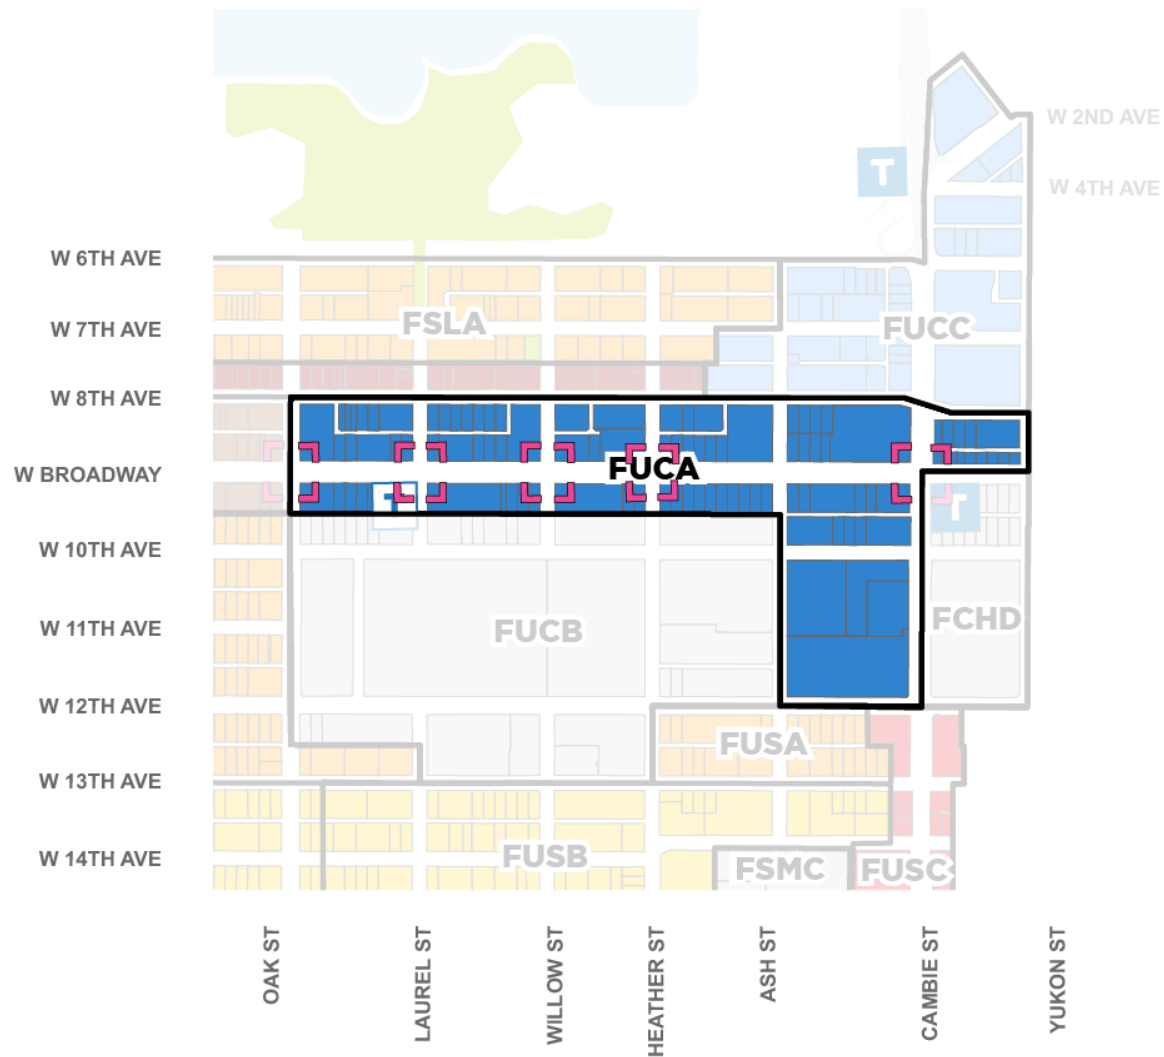 W 2ND AVE
T
W 4TH AVE
W 6TH AVE
W 7TH AVE
FSLA
FUCC
W 8TH AVE
W BROADWAY
FUCA
T
T
W 10TH AVE
W 11TH AVE
FUCB
FCHD
W 12TH AVE
FUSA
W 13TH AVE
W 14TH AVE
FUSB
FSMC
FUSC
OAK ST
LAUREL ST
WILLOW ST
HEATHER ST
ASH ST
CAMBIE ST
YUKON ST